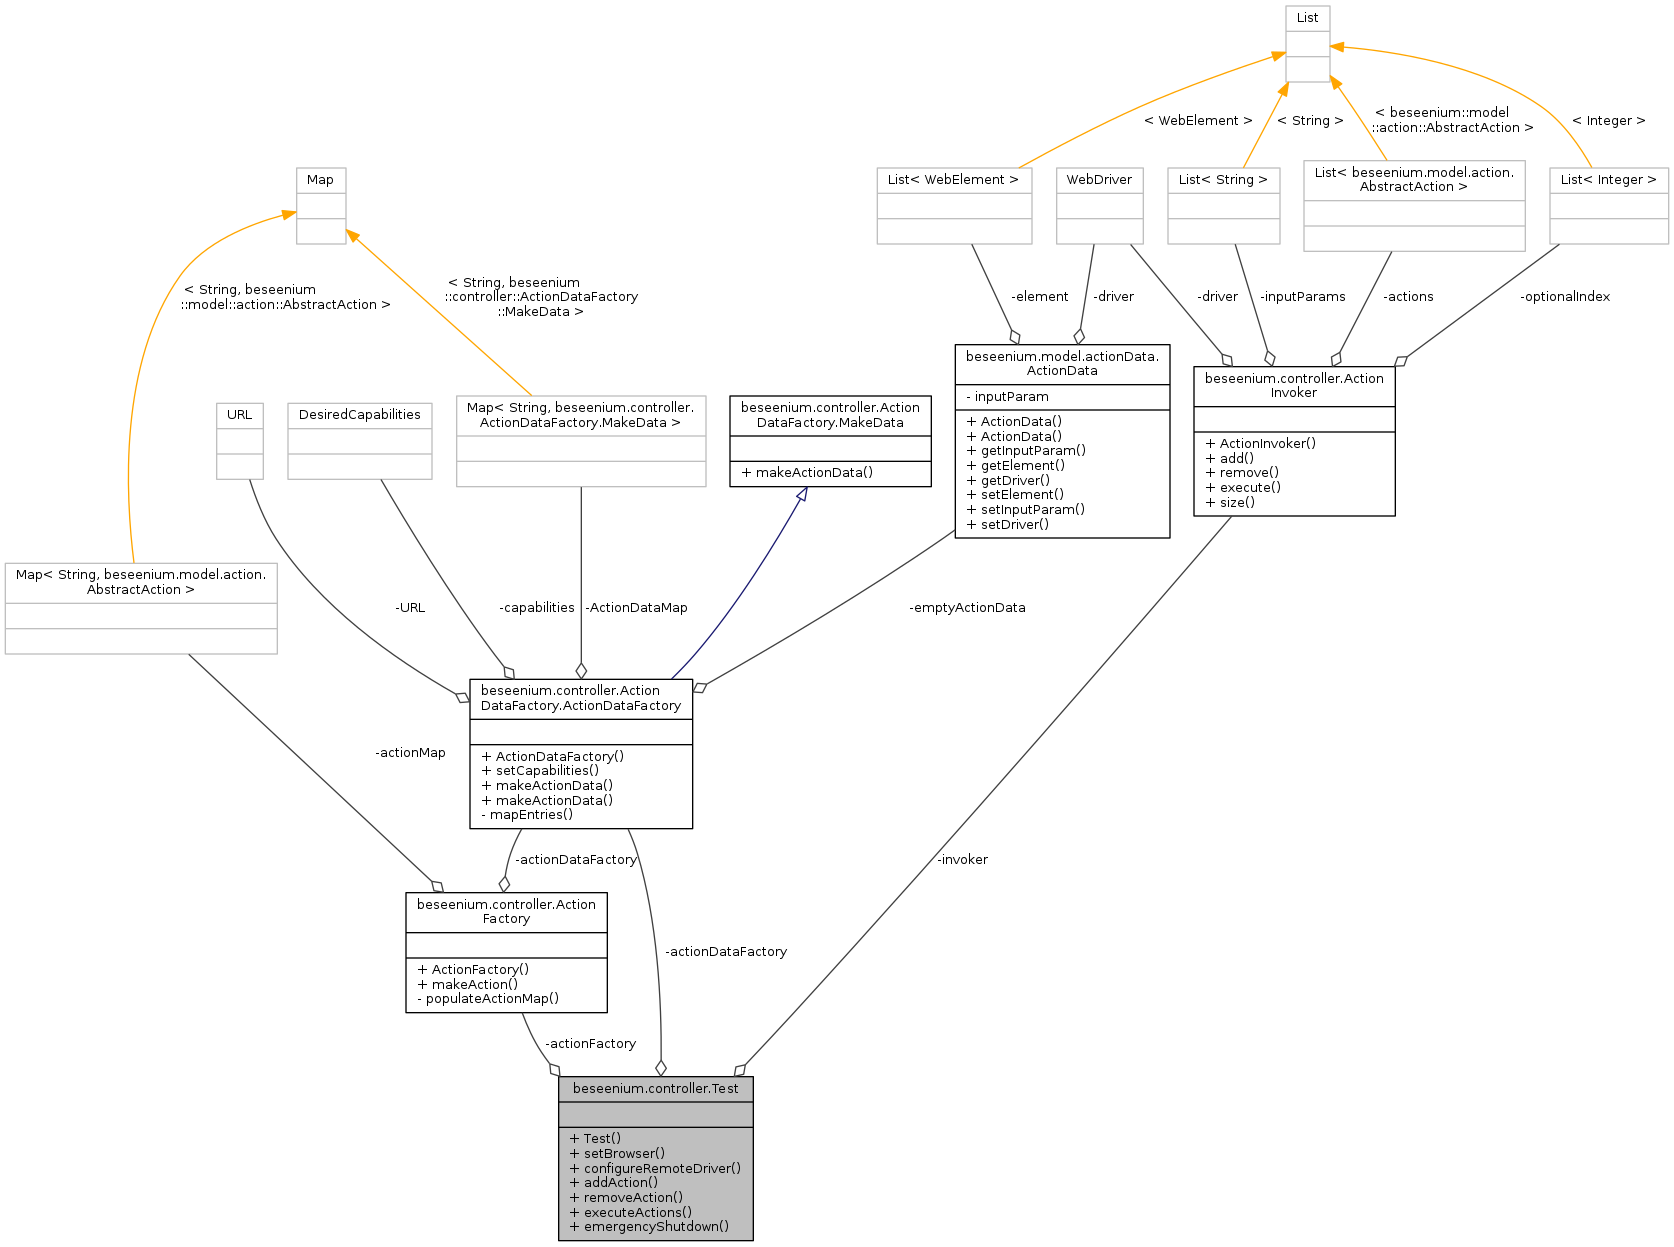 List
< WebElement >
< String >
< beseenium::model
::action::AbstractAction >
< Integer >
Map
List< WebElement >
WebDriver
List< String >
List< beseenium.model.action.
AbstractAction >
List< Integer >
< String, beseenium
::model::action::AbstractAction >
< String, beseenium
::controller::ActionDataFactory
::MakeData >
-element
-driver
-driver
-inputParams
-actions
-optionalIndex
URL
DesiredCapabilities
Map< String, beseenium.controller.
ActionDataFactory.MakeData >
beseenium.controller.Action
DataFactory.MakeData
+ makeActionData()
beseenium.model.actionData.
ActionData
- inputParam
+ ActionData()
+ ActionData()
+ getInputParam()
+ getElement()
+ getDriver()
+ setElement()
+ setInputParam()
+ setDriver()
beseenium.controller.Action
Invoker
+ ActionInvoker()
+ add()
+ remove()
+ execute()
+ size()
Map< String, beseenium.model.action.
AbstractAction >
-URL
-capabilities
-ActionDataMap
-emptyActionData
beseenium.controller.Action
DataFactory.ActionDataFactory
+ ActionDataFactory()
+ setCapabilities()
+ makeActionData()
+ makeActionData()
- mapEntries()
-actionMap
-actionDataFactory
-invoker
beseenium.controller.Action
Factory
+ ActionFactory()
+ makeAction()
- populateActionMap()
-actionDataFactory
-actionFactory
beseenium.controller.Test
+ Test()
+ setBrowser()
+ configureRemoteDriver()
+ addAction()
+ removeAction()
+ executeActions()
+ emergencyShutdown()